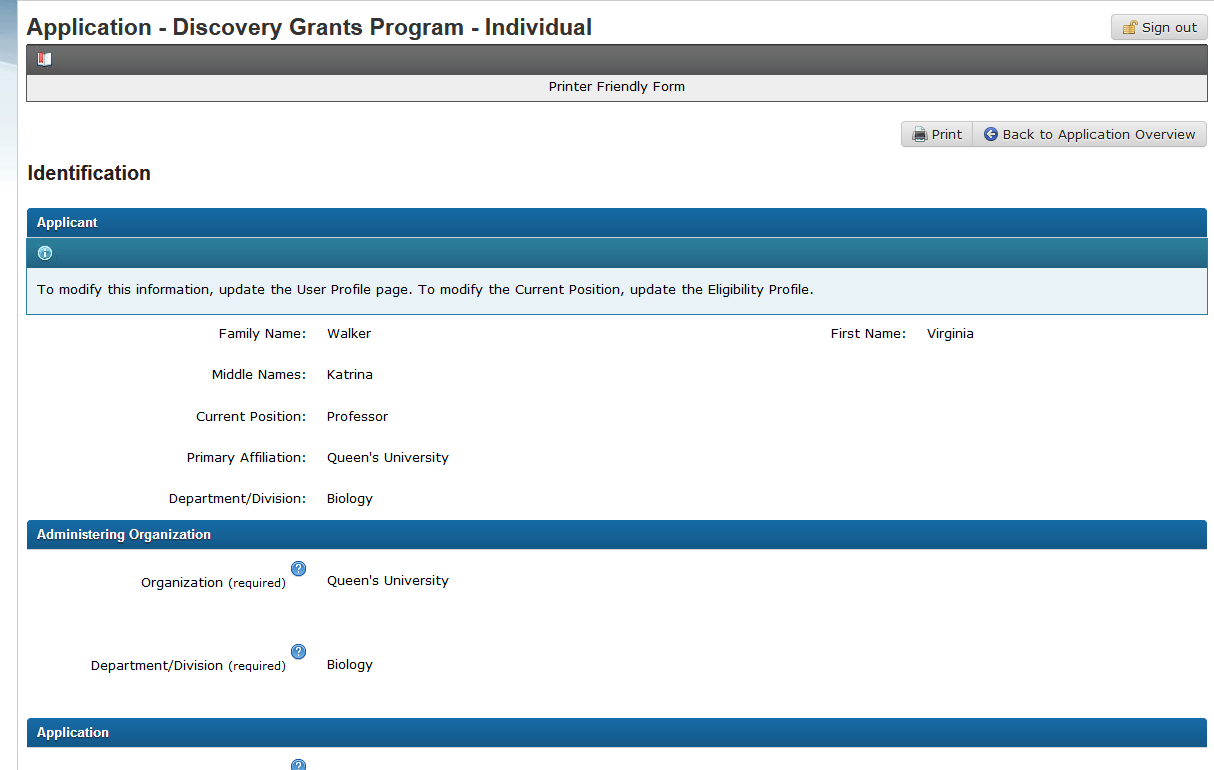 Application - Discovery Grants Program - Individual
Sign out
Printer Friendly Form
Print
Back to Application Overview
Identification
Applicant
To modify this information, update the User Profile page. To modify the Current Position, update the Eligibility Profile.
Family Name: Walker First Name: Virginia
Middle Names: Katrina
Current Position: Professor
Primary Affiliation: Queen's University
Department/Division: Biology
Administering Organization
Organization (required) Queen's University
Department/Division (required) Biology
Application